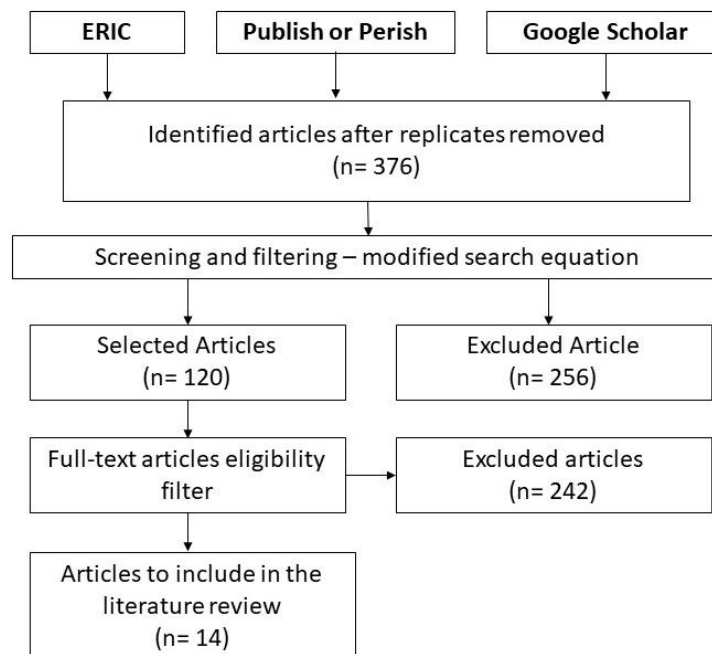 ERIC
Publish or Perish
Google Scholar
Identified articles after replicates removed
(n= 376)
Screening and filtering – modified search equation
Selected Articles
(n= 120)
Excluded Article
(n= 256)
Full-text articles eligibility
filter
Excluded articles
(n= 242)
Articles to include in the
literature review
(n= 14)